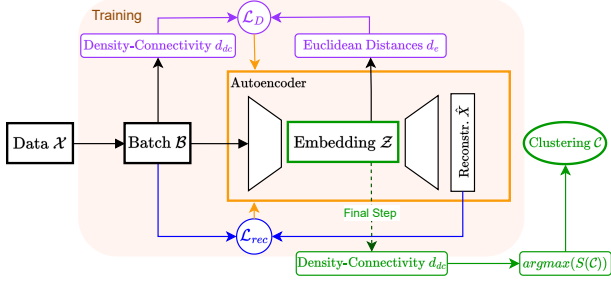 Training
ℒ_D
Density-Connectivity d_dc
Euclidean Distances d_e
Autoencoder
Data 𝒳
Batch ℬ
Embedding 𝒵
Reconstr. X̂
Clustering 𝒞
ℒ_rec
Final Step
Density-Connectivity d_dc
argmax(S(𝒞))